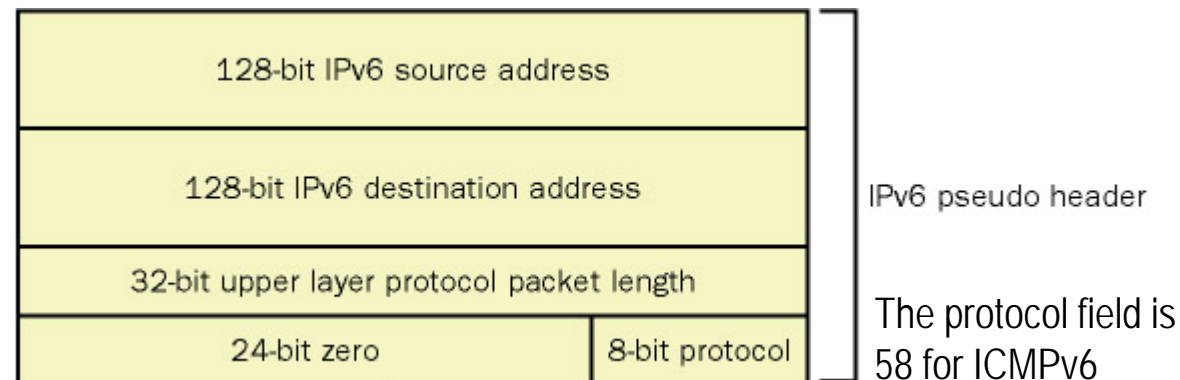 128-bit IPv6 source address
128-bit IPv6 destination address
IPv6 pseudo header
32-bit upper layer protocol packet length
24-bit zero
8-bit protocol
The protocol field is
58 for ICMPv6